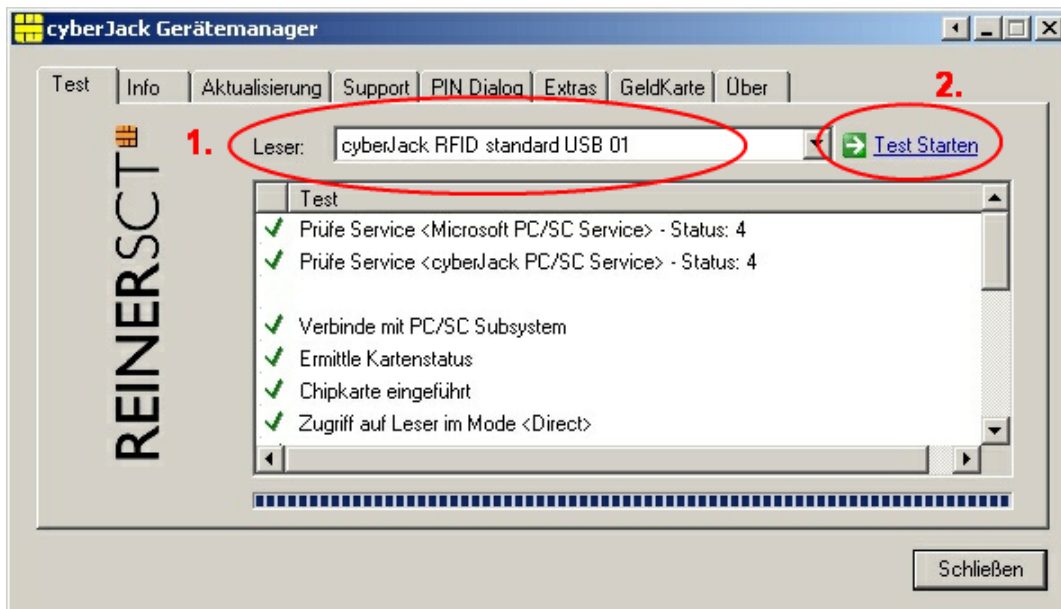 cyberJack Gerätemanager
Test Info Aktualisierung Support PIN Dialog Extras GeldKarte Über
2.
1.
Leser: cyberJack RFID standard USB 01 Test Starten
REINERSCT
Test
Prüfe Service <Microsoft PC/SC Service> - Status: 4
Prüfe Service <cyberJack PC/SC Service> - Status: 4
Verbinde mit PC/SC Subsystem
Ermittle Kartenstatus
Chipkarte eingeführt
Zugriff auf Leser im Mode <Direct>
Schließen